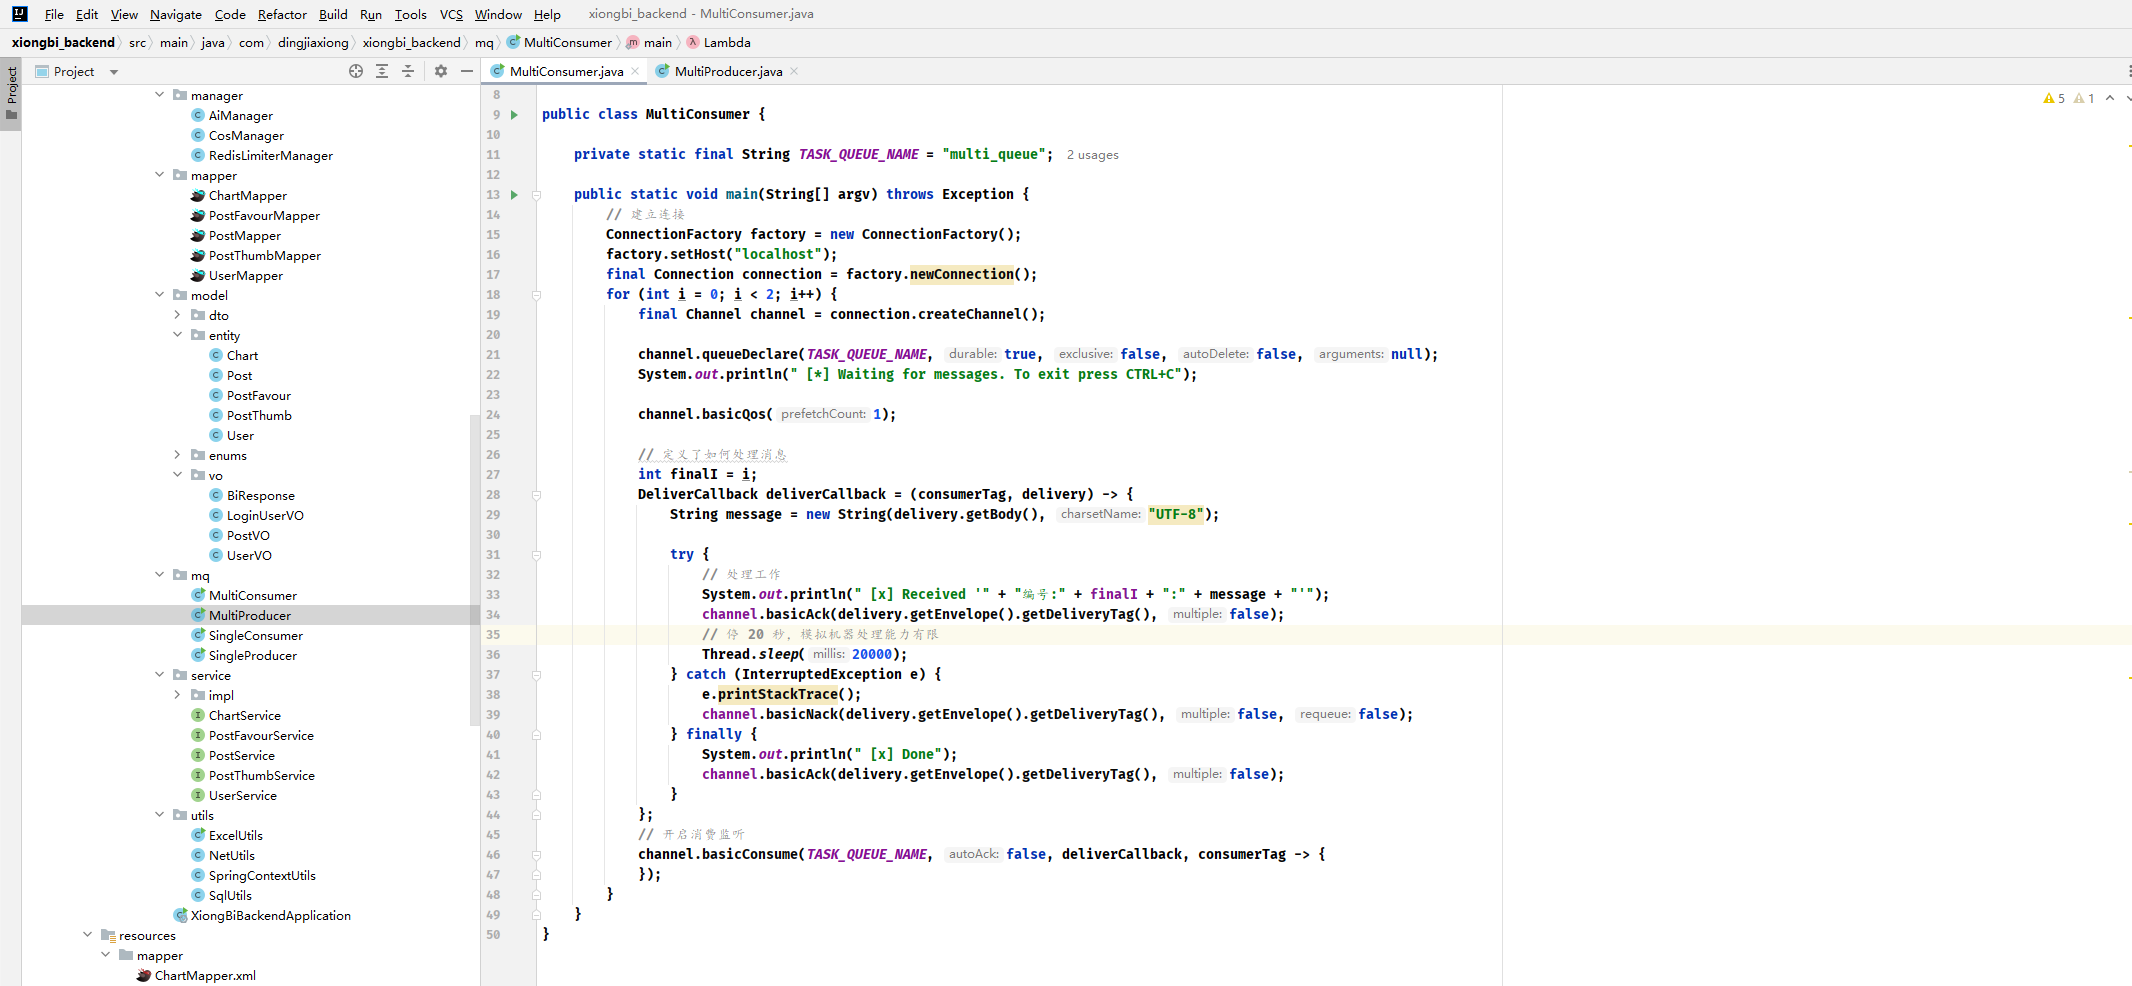 File Edit View Navigate Code Refactor Build Run Tools VCS Window Help xiongbi_backend - MultiConsumer.java
xiongbi_backend src main java com dingjiaxiong xiongbi_backend mq MultiConsumer main Lambda
Project
Project
manager
AiManager
CosManager
RedisLimiterManager
mapper
ChartMapper
PostFavourMapper
PostMapper
PostThumbMapper
UserMapper
model
dto
entity
Chart
Post
PostFavour
PostThumb
User
enums
vo
BiResponse
LoginUserVO
PostVO
UserVO
mq
MultiConsumer
MultiProducer
SingleConsumer
SingleProducer
service
impl
ChartService
PostFavourService
PostService
PostThumbService
UserService
utils
ExcelUtils
NetUtils
SpringContextUtils
SqlUtils
XiongBiBackendApplication
resources
mapper
ChartMapper.xml
MultiConsumer.java MultiProducer.java
5 1
8
9 public class MultiConsumer {
10
11 private static final String TASK_QUEUE_NAME = "multi_queue"; 2 usages
12
13 public static void main(String[] argv) throws Exception {
14 // 建立连接
15 ConnectionFactory factory = new ConnectionFactory();
16 factory.setHost("localhost");
17 final Connection connection = factory.newConnection();
18 for (int i = 0; i < 2; i++) {
19 final Channel channel = connection.createChannel();
20
21 channel.queueDeclare(TASK_QUEUE_NAME, durable: true, exclusive: false, autoDelete: false, arguments: null);
22 System.out.println(" [*] Waiting for messages. To exit press CTRL+C");
23
24 channel.basicQos( prefetchCount: 1);
25
26 // 定义了如何处理消息
27 int finalI = i;
28 DeliverCallback deliverCallback = (consumerTag, delivery) -> {
29 String message = new String(delivery.getBody(), charsetName: "UTF-8");
30
31 try {
32 // 处理工作
33 System.out.println(" [x] Received '" + "编号:" + finalI + ":" + message + "'");
34 channel.basicAck(delivery.getEnvelope().getDeliveryTag(), multiple: false);
35 // 停 20 秒，模拟机器处理能力有限
36 Thread.sleep( millis: 20000);
37 } catch (InterruptedException e) {
38 e.printStackTrace();
39 channel.basicNack(delivery.getEnvelope().getDeliveryTag(), multiple: false, requeue: false);
40 } finally {
41 System.out.println(" [x] Done");
42 channel.basicAck(delivery.getEnvelope().getDeliveryTag(), multiple: false);
43 }
44 };
45 // 开启消费监听
46 channel.basicConsume(TASK_QUEUE_NAME, autoAck: false, deliverCallback, consumerTag -> {
47 });
48 }
49 }
50 }